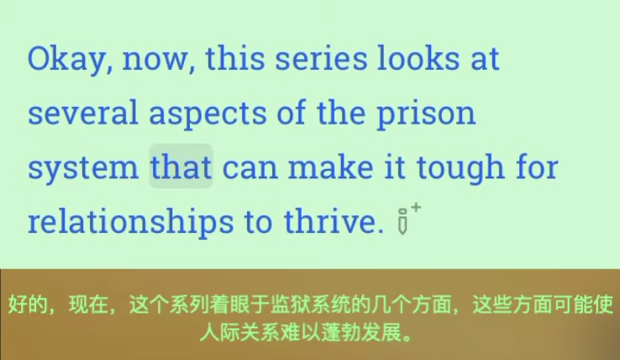 Okay, now, this series looks at
several aspects of the prison
system that can make it tough for
relationships to thrive.
好的，现在，这个系列着眼于监狱系统的几个方面，这些方面可能使
人际关系难以蓬勃发展。